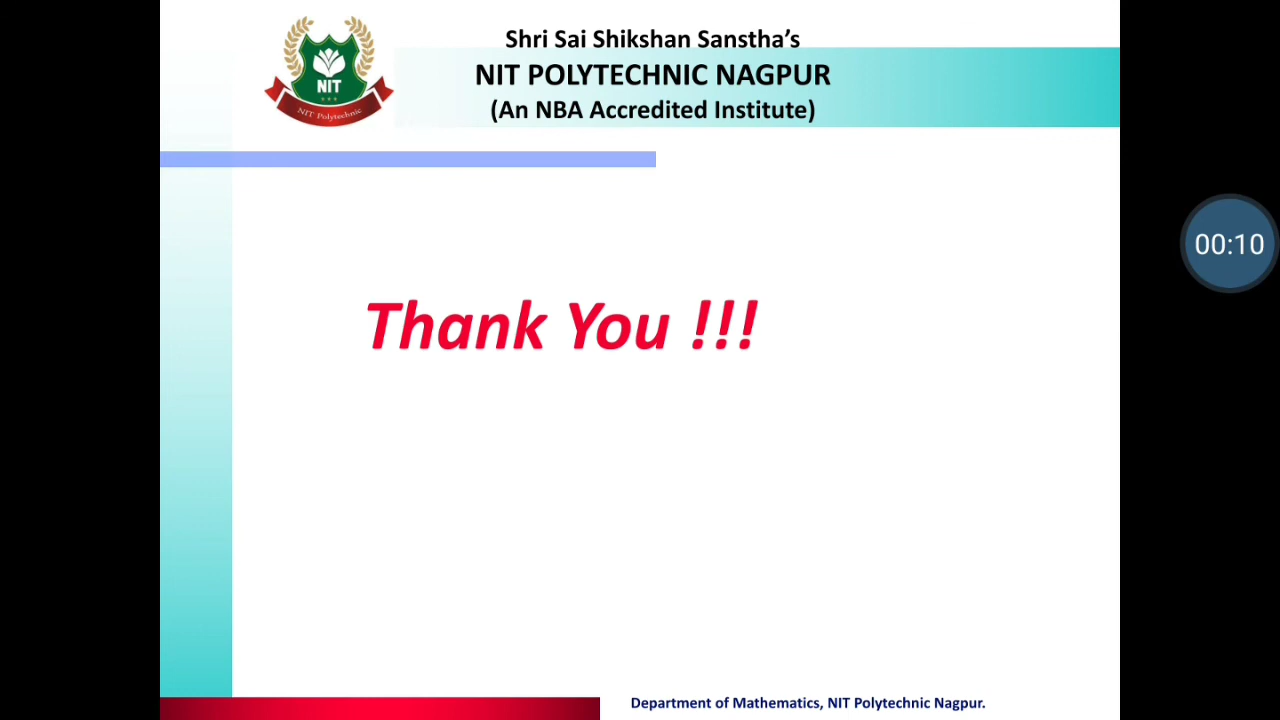 Shri Sai Shikshan Sanstha's
NIT POLYTECHNIC NAGPUR
(An NBA Accredited Institute)
NIT
NIT Polytechnic
00:10
Thank You !!!
Department of Mathematics, NIT Polytechnic Nagpur.